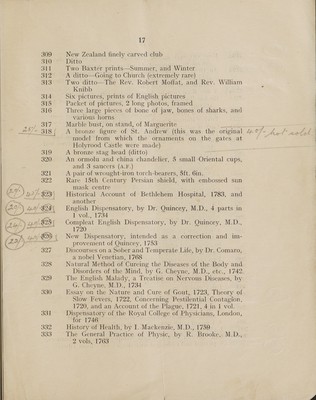 17
309 New Zealand finely carved club
310 Ditto
311 Two Baxter prints—Summer, and Winter
312 A ditto—Going to Church (extremely rare)
313 Two ditto—The Rev. Robert Moffat, and Rev. William
Knibb
314 Six pictures, prints of English pictures
315 Packet of pictures, 2 long photos, framed
316 Three large pieces of bone of jaw, bones of sharks, and
various horns
317 Marble bust, on stand, of Marguerite
318 A bronze figure of St. Andrew (this was the original
model from which the ornaments on the gates at
Holyrood Castle were made)
not sold
319 A bronze stag head (ditto)
320 An ormolu and china chandelier, 5 small Oriental cups,
and 3 saucers (A.F.)
321 A pair of wrought-iron torch-bearers, 5ft. 6in.
322 Rare 15th Century Persian shield, with embossed sun
mask centre
323 Historical Account of Bethlehem Hospital, 1783, and
another
324 English Dispensatory, by Dr. Quincey, M.D., 4 parts in
1 vol., 1734
325 Compleat English Dispensatory, by Dr. Quincey, M.D.,
1720
326 New Dispensatory, intended as a correction and im-
provement of Quincey, 1753
327 Discourses on a Sober and Temperate Life, by Dr. Cornaro,
a nobel Venetian, 1768
328 Natural Method of Cureing the Diseases of the Body and
Disorders of the Mind, by G. Cheyne, M.D., etc., 1742
329 The English Malady, a Treatise on Nervous Diseases, by
G. Cheyne, M.D., 1734
330 Essay on the Nature and Cure of Gout, 1723, Theory of
Slow Fevers, 1722, Concerning Pestilential Contagion,
1720, and an Account of the Plague, 1721, 4 in 1 vol.
331 Dispensatory of the Royal College of Physicians, London,
for 1746
332 History of Health, by I. Mackenzie, M.D., 1759
333 The General Practice of Physic, by R. Brooke, M.D.,
2 vols, 1763